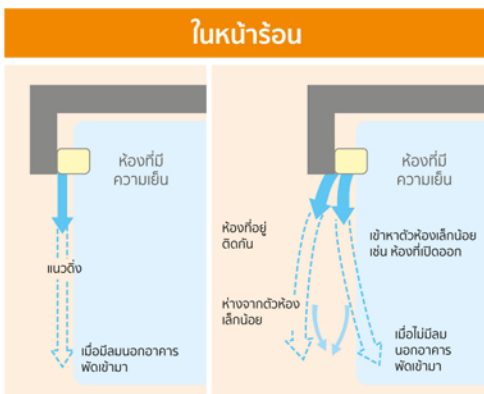 ในหน้าร้อน
ห้องที่มี
ความเย็น
แนวดิ่ง
เมื่อมีลมนอกอาคาร
พัดเข้ามา
ห้องที่มี
ความเย็น
ห้องที่อยู่
ติดกัน
เข้าหาตัวห้องเล็กน้อย
เช่น ห้องที่เปิดออก
ห่างจากตัวห้อง
เล็กน้อย
เมื่อไม่มีลม
นอกอาคาร
พัดเข้ามา